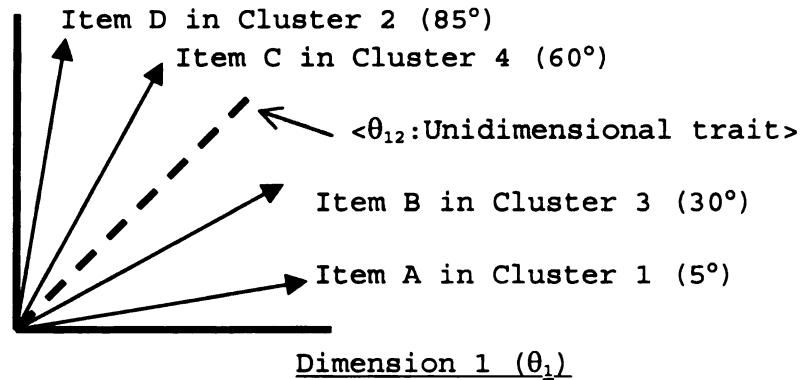 Item D in Cluster 2 (85°)
Item C in Cluster 4 (60°)
<θ₁₂:Unidimensional trait>
Item B in Cluster 3 (30°)
Item A in Cluster 1 (5°)
Dimension 1 (θ₁)